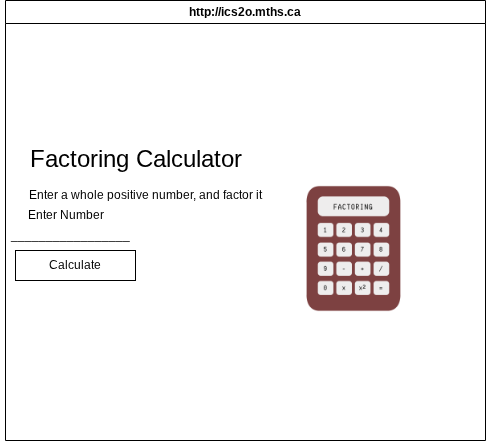 http://ics2o.mths.ca
Factoring Calculator
Enter a whole positive number, and factor it
Enter Number
Calculate
FACTORING
1 2 3 4
5 6 7 8
9 - + /
0 x x² =